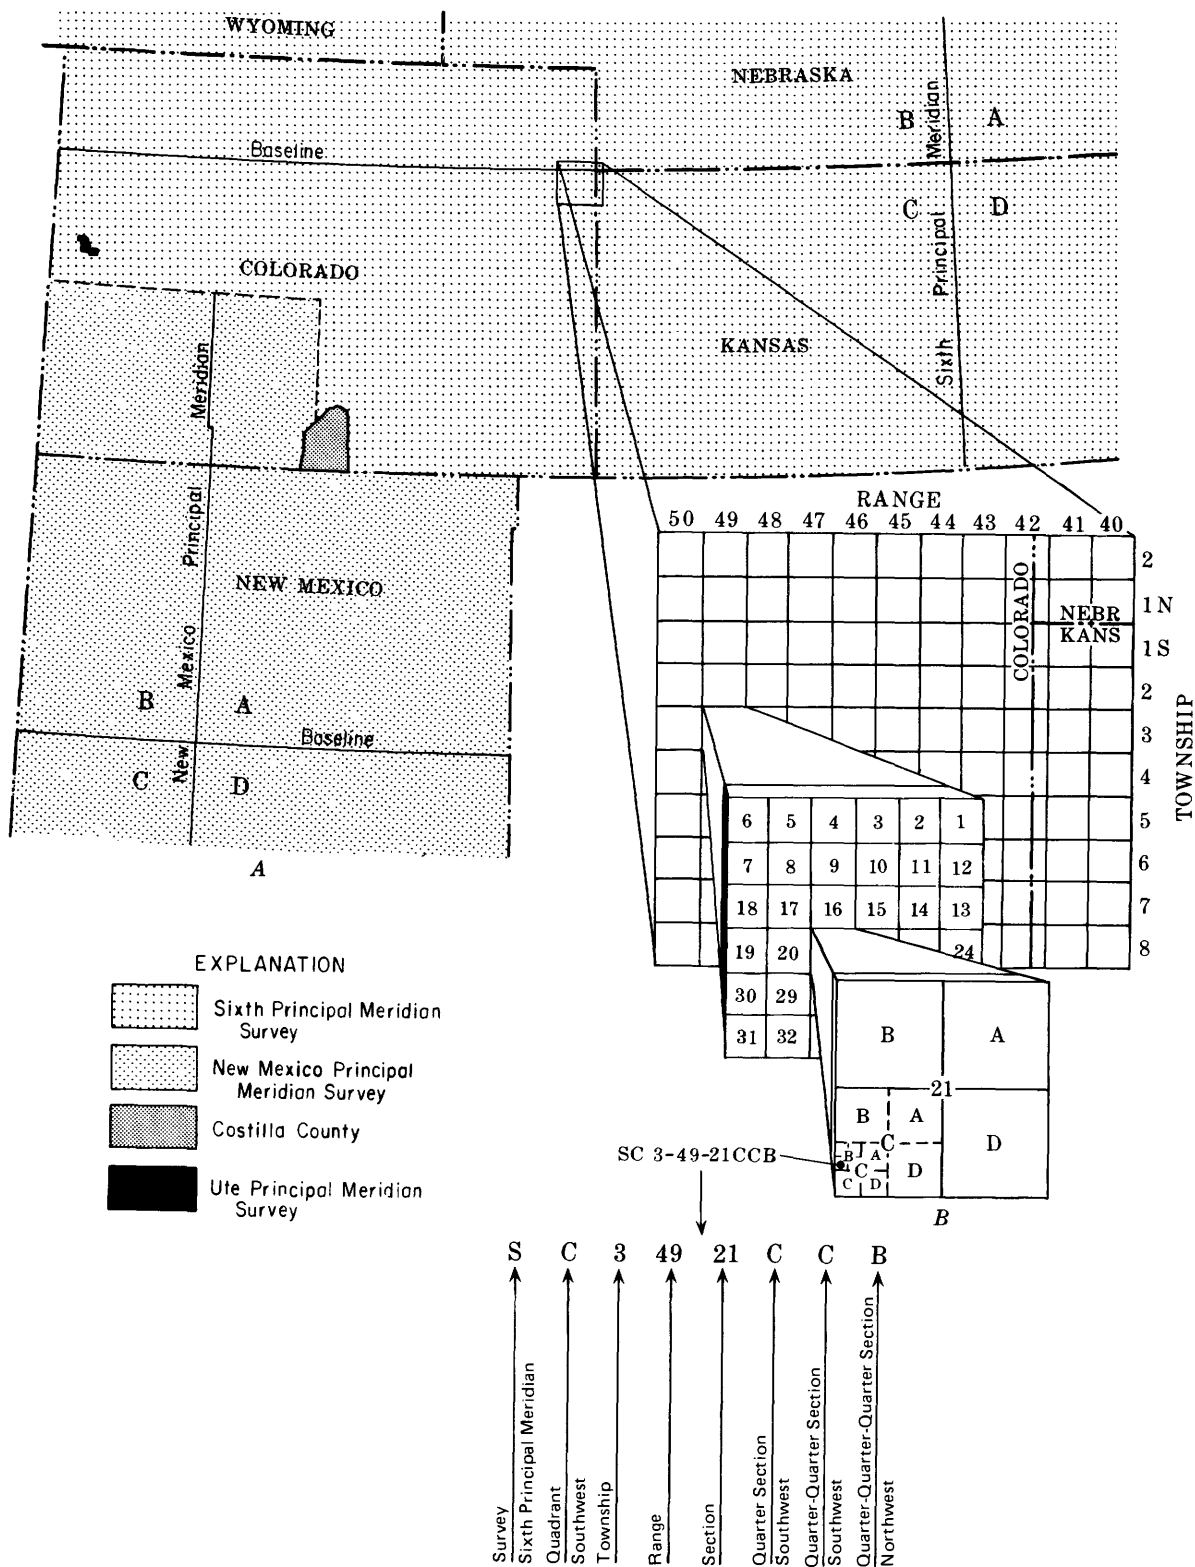 WYOMING
NEBRASKA
B
A
Meridian
Baseline
C
D
Principal
COLORADO
KANSAS
Sixth
Meridian
Principal
NEW MEXICO
Mexico
B
A
Baseline
New
C
D
A
RANGE
50 49 48 47 46 45 44 43 42 41 40
2
1 N
1 S
2
3
4
5
6
7
8
TOWNSHIP
COLORADO
NEBR
KANS
6 5 4 3 2 1
7 8 9 10 11 12
18 17 16 15 14 13
19 20 24
30 29
31 32
B A
21
B A
C
D
D
B A
C
C D
SC 3-49-21CCB
B
EXPLANATION
Sixth Principal Meridian
Survey
New Mexico Principal
Meridian Survey
Costilla County
Ute Principal Meridian
Survey
S C 3 49 21 C C B
Survey
Sixth Principal Meridian
Quadrant
Southwest
Township
Range
Section
Quarter Section
Southwest
Quarter-Quarter Section
Southwest
Quarter-Quarter-Quarter Section
Northwest